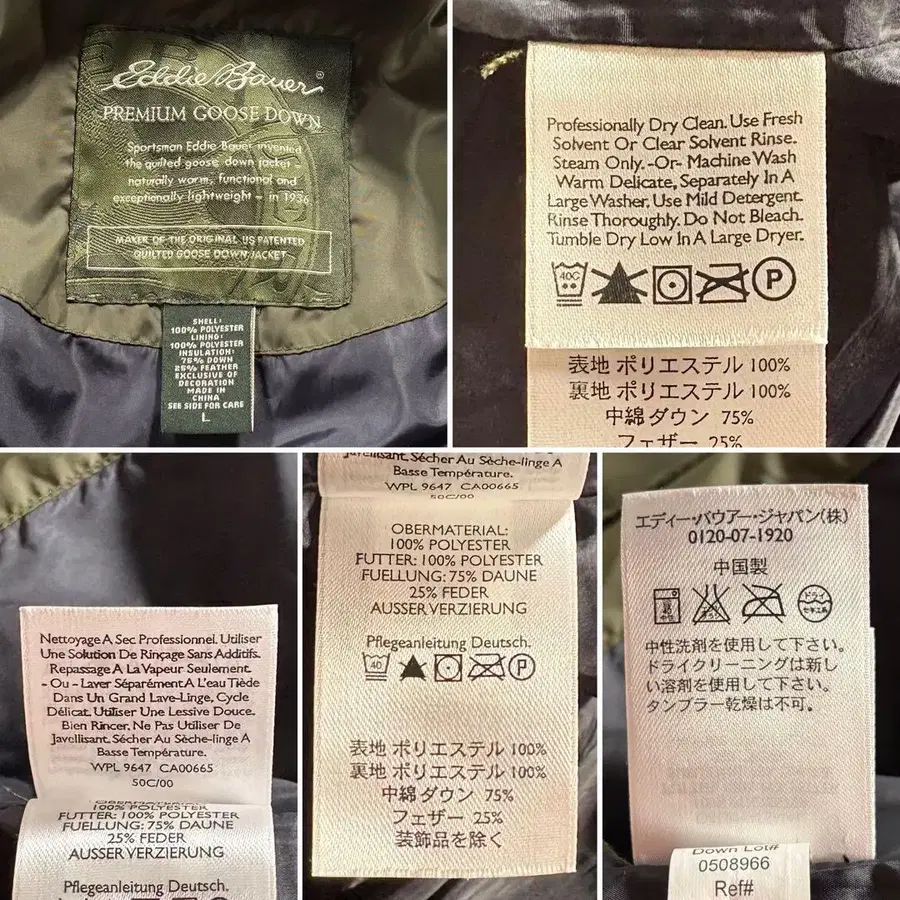 Eddie Bauer®
PREMIUM GOOSE DOWN
Sportsman Eddie Bauer invented
the quilted goose down jacket -
naturally warm, functional and
exceptionally lightweight - in 1936
MAKER OF THE ORIGINAL US PATENTED
QUILTED GOOSE DOWN JACKET
SHELL:
100% POLYESTER
LINING:
100% POLYESTER
INSULATION:
75% DOWN
25% FEATHER
EXCLUSIVE OF
DECORATION
MADE IN
CHINA
SEE SIDE FOR CARE
L
Professionally Dry Clean. Use Fresh
Solvent Or Clear Solvent Rinse.
Steam Only. -Or- Machine Wash
Warm Delicate, Separately In A
Large Washer, Use Mild Detergent.
Rinse Thoroughly. Do Not Bleach.
Tumble Dry Low In A Large Dryer.
40C P
表地 ポリエステル 100%
裏地 ポリエステル 100%
中綿 ダウン 75%
フェザー 25%
Nettoyage A Sec Professionnel. Utiliser
Une Solution De Rinçage Sans Additifs.
Repassage A La Vapeur Seulement.
- Ou - Laver Séparément A L'eau Tiède
Dans Un Grand Lave-Linge, Cycle
Délicat. Utiliser Une Lessive Douce.
Bien Rincer. Ne Pas Utiliser De
Javellisant. Sécher Au Sèche-linge A
Basse Température.
WPL 9647 CA00665
50C/00
OBERMATERIAL:
100% POLYESTER
FUTTER: 100% POLYESTER
FUELLUNG: 75% DAUNE
25% FEDER
AUSSER VERZIERUNG
Pflegeanleitung Deutsch.
Javellisant. Sécher Au Sèche-linge A
Basse Température.
WPL 9647 CA00665
50C/00
OBERMATERIAL:
100% POLYESTER
FUTTER: 100% POLYESTER
FUELLUNG: 75% DAUNE
25% FEDER
AUSSER VERZIERUNG
Pflegeanleitung Deutsch.
40 P
表地 ポリエステル 100%
裏地 ポリエステル 100%
中綿 ダウン 75%
フェザー 25%
装飾品を除く
エディー・バウアー・ジャパン(株)
0120-07-1920
中国製
ドライ
中性洗剤を使用して下さい。
ドライクリーニングは新し
い溶剤を使用して下さい。
タンブラー乾燥は不可。
Down Lot#
0508966
Ref#